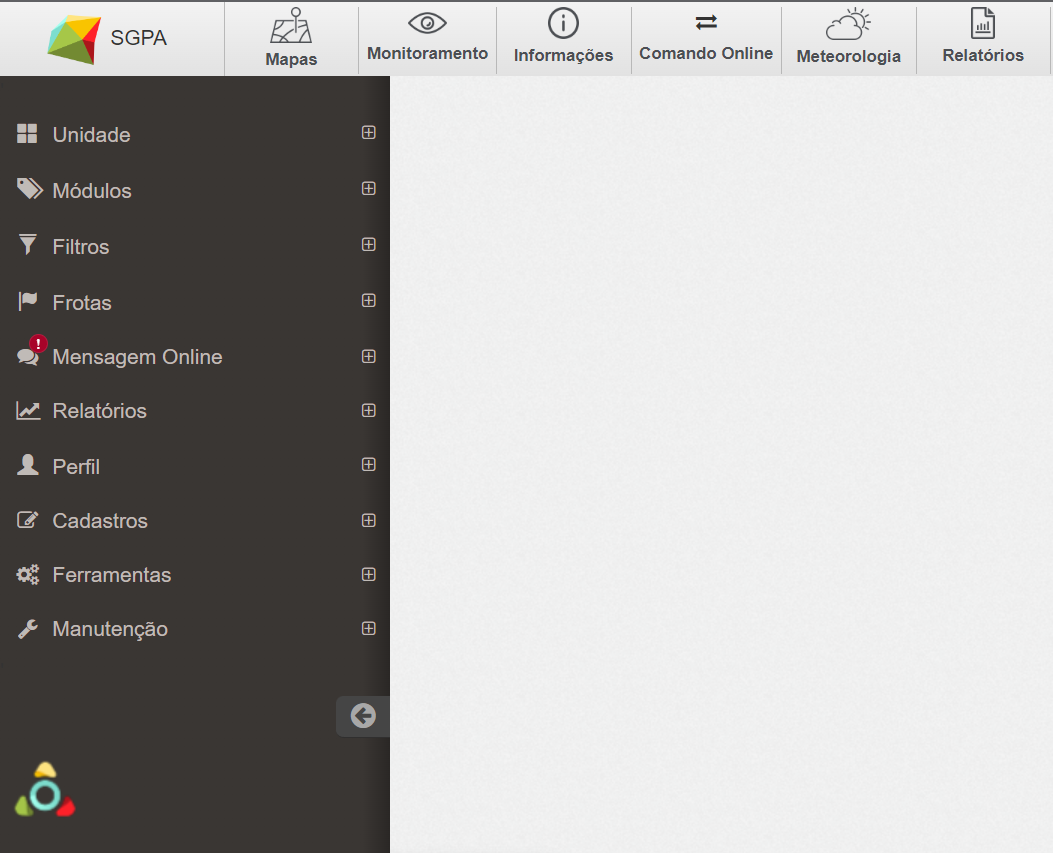 SGPA
Mapas
Monitoramento
Informações
Comando Online
Meteorologia
Relatórios
Unidade
Módulos
Filtros
Frotas
Mensagem Online
Relatórios
Perfil
Cadastros
Ferramentas
Manutenção